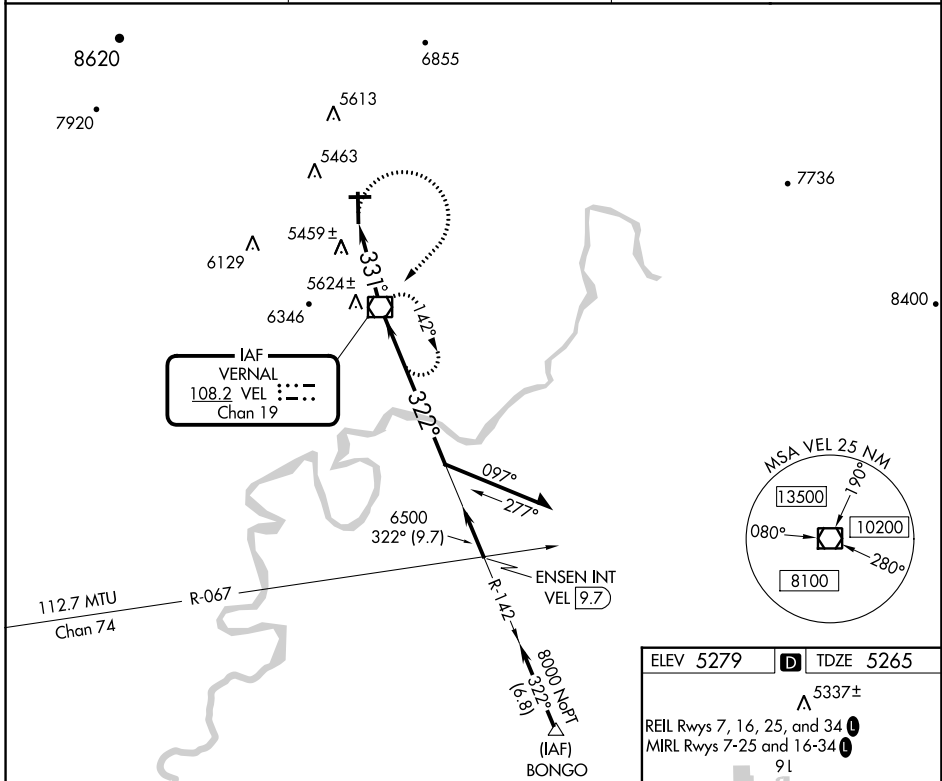 8620
6855
7920
5613
5463
7736
5459 ±
6129
331°
5624±
6346
142°
8400
IAF
VERNAL
108.2 VEL
Chan 19
322°
MSA VEL 25 NM
13500
190°
097°
277°
080°
10200
280°
8100
6500
322° (9.7)
ENSEN INT
VEL 9.7
112.7 MTU
Chan 74
R-067
R-142
8000 NoPT
322°
(6.8)
(IAF)
BONGO
ELEV 5279 D TDZE 5265
5337±
REIL Rwys 7, 16, 25, and 34 L
MIRL Rwys 7-25 and 16-34 L